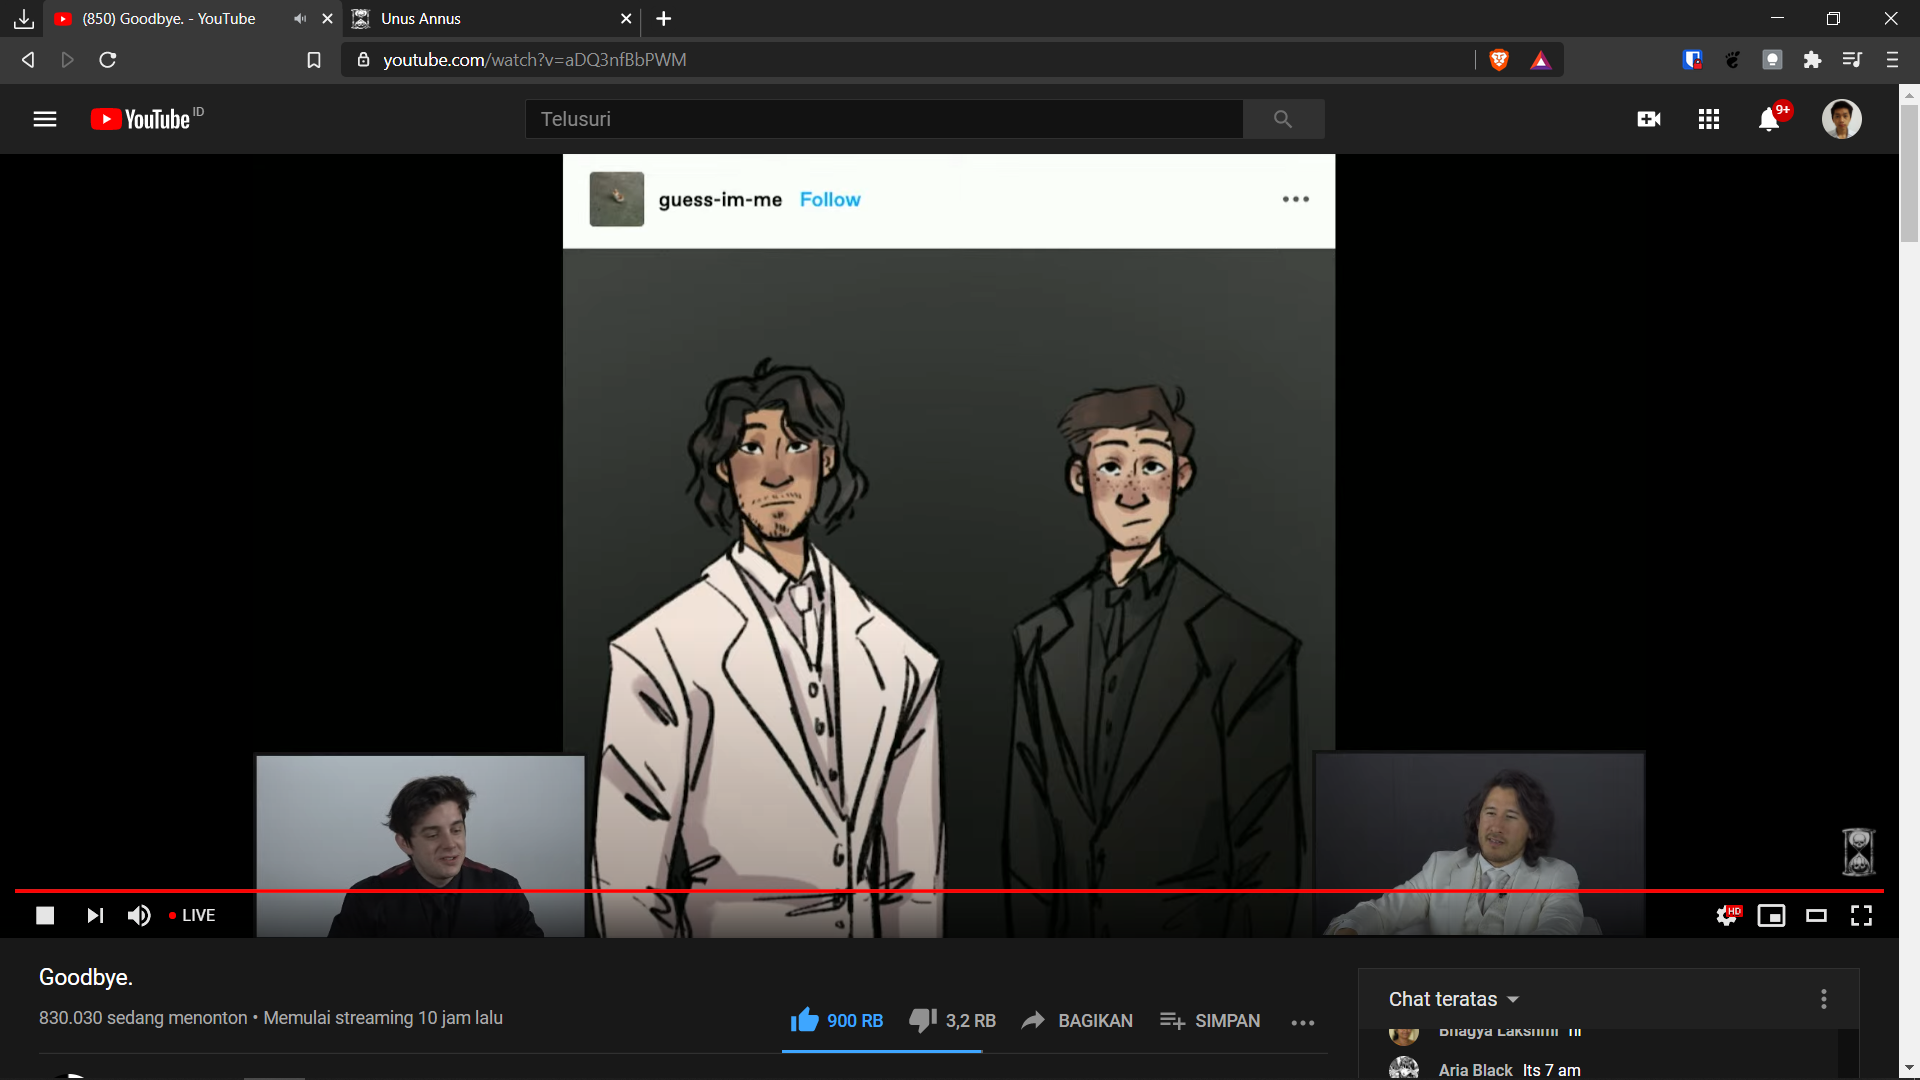 (850) Goodbye. - YouTube
Unus Annus
youtube.com/watch?v=aDQ3nfBbPWM
YouTube ID
Telusuri
9+
guess-im-me Follow
LIVE
HD
Goodbye.
830.030 sedang menonton • Memulai streaming 10 jam lalu
900 RB
3,2 RB
BAGIKAN
SIMPAN
Chat teratas
Bhagya Lakshmi hi
Aria Black Its 7 am